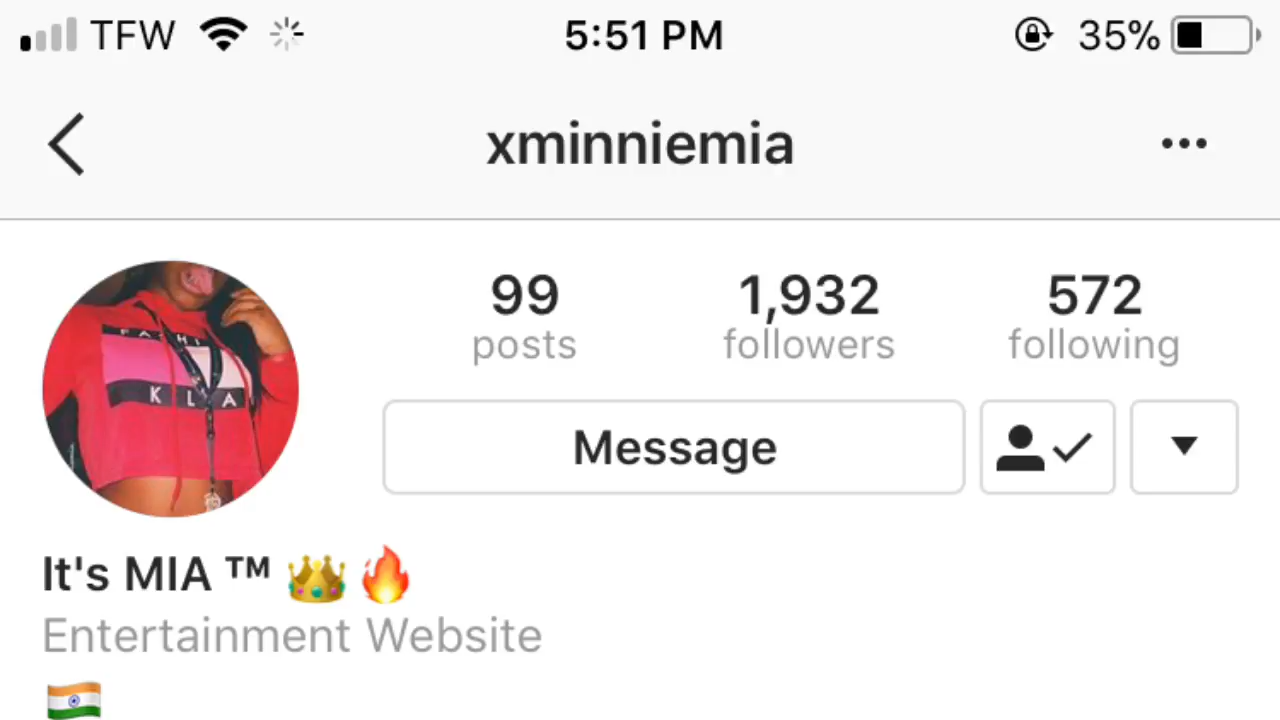 TFW 5:51 PM 35%
xminniemia
99 1,932 572
posts followers following
Message
It's MIA ™ 👑 🔥
Entertainment Website
🇮🇳
K L A